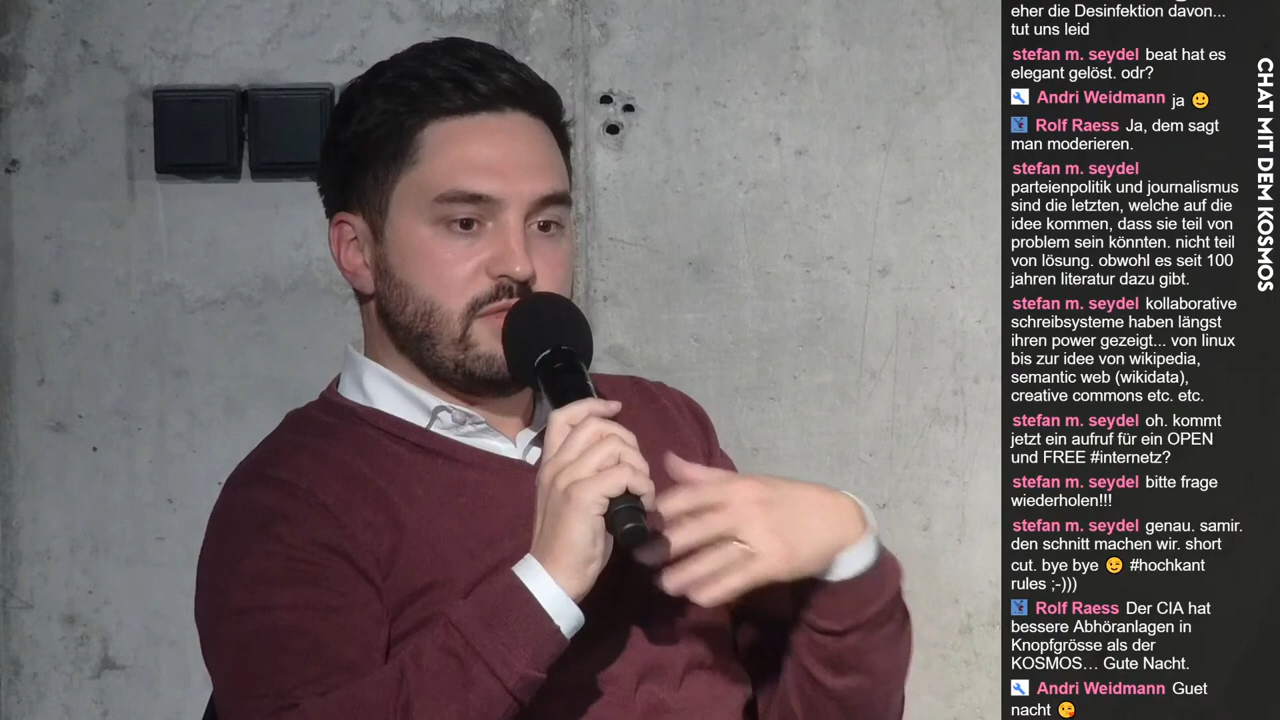 eher die Desinfektion davon...
tut uns leid
stefan m. seydel beat hat es
elegant gelöst. odr?
Andri Weidmann ja 🙂
Rolf Raess Ja, dem sagt
man moderieren.
stefan m. seydel
parteienpolitik und journalismus
sind die letzten, welche auf die
idee kommen, dass sie teil von
problem sein könnten. nicht teil
von lösung. obwohl es seit 100
jahren literatur dazu gibt.
stefan m. seydel kollaborative
schreibsysteme haben längst
ihren power gezeigt... von linux
bis zur idee von wikipedia,
semantic web (wikidata),
creative commons etc. etc.
stefan m. seydel oh. kommt
jetzt ein aufruf für ein OPEN
und FREE #internetz?
stefan m. seydel bitte frage
wiederholen!!!
stefan m. seydel genau. samir.
den schnitt machen wir. short
cut. bye bye 😉 #hochkant
rules ;-)))
Rolf Raess Der CIA hat
bessere Abhöranlagen in
Knopfgrösse als der
KOSMOS... Gute Nacht.
Andri Weidmann Guet
nacht 😘
CHAT MIT DEM KOSMOS